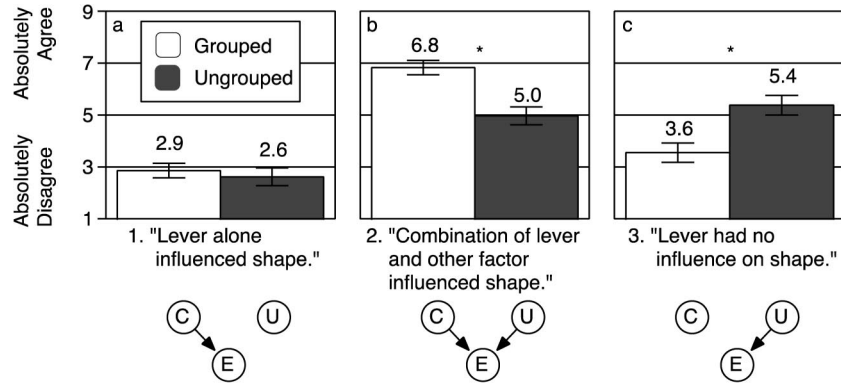 Absolutely Agree
Absolutely Disagree
9
7
5
3
1
a
Grouped
Ungrouped
2.9
2.6
b
6.8
*
5.0
c
*
3.6
5.4
1. "Lever alone
influenced shape."
2. "Combination of lever
and other factor
influenced shape."
3. "Lever had no
influence on shape."
C
U
E
C
U
E
C
U
E